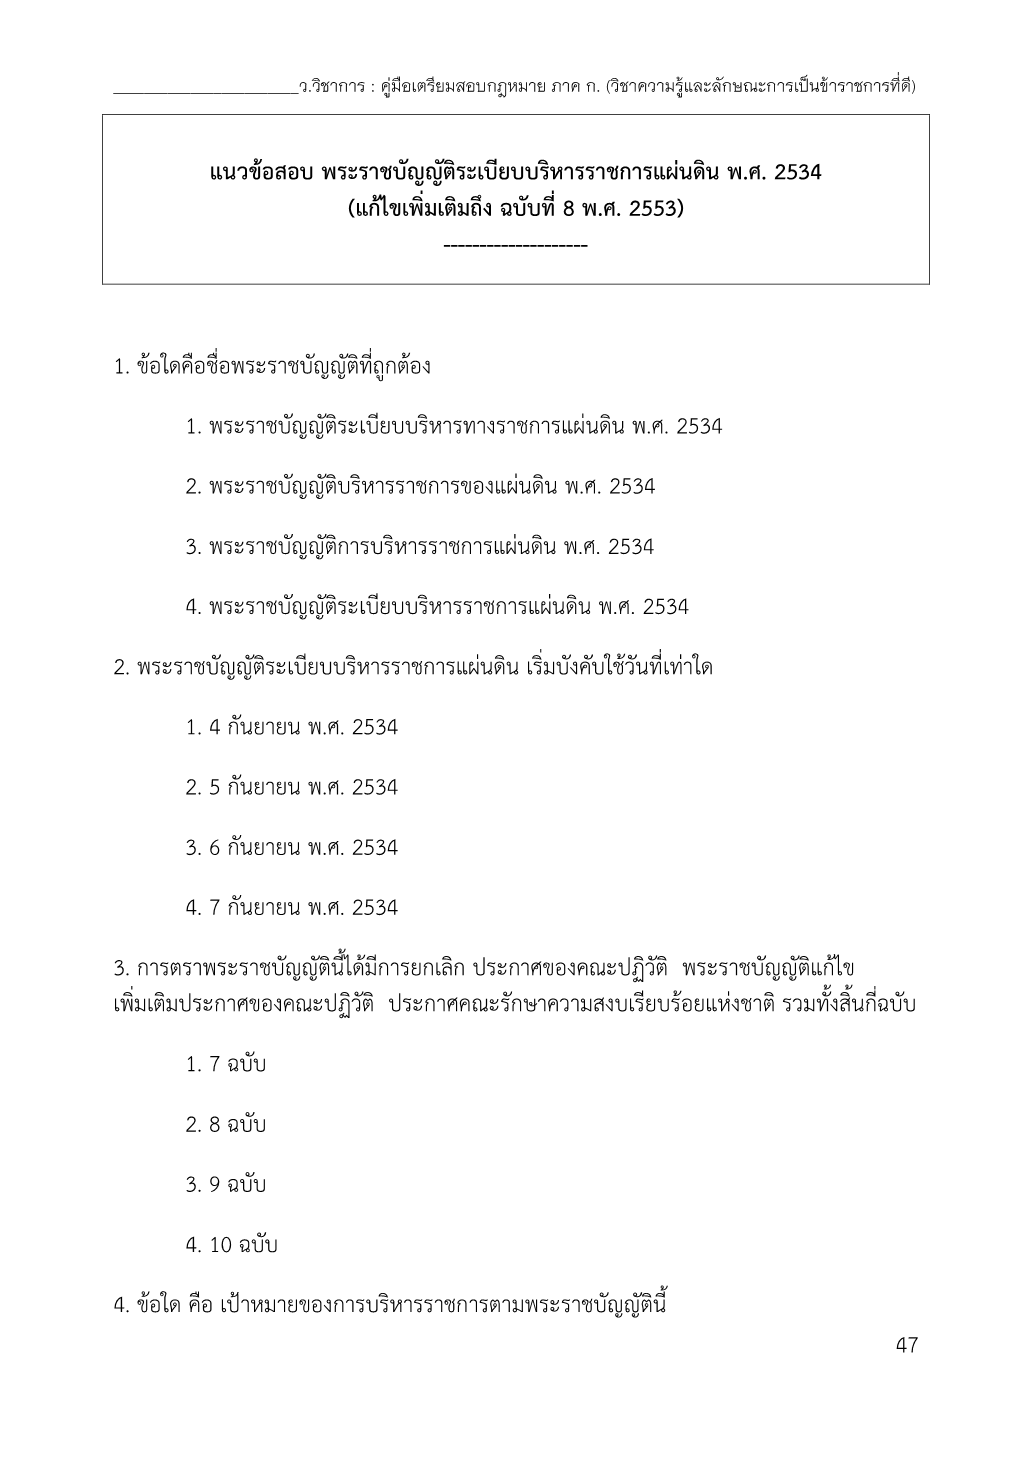 ____________________ว.วิชาการ : คู่มือเตรียมสอบกฎหมาย ภาค ก. (วิชาความรู้และลักษณะการเป็นข้าราชการที่ดี)
แนวข้อสอบ พระราชบัญญัติระเบียบบริหารราชการแผ่นดิน พ.ศ. 2534
(แก้ไขเพิ่มเติมถึง ฉบับที่ 8 พ.ศ. 2553)
--------------------
1. ข้อใดคือชื่อพระราชบัญญัติที่ถูกต้อง
1. พระราชบัญญัติระเบียบบริหารทางราชการแผ่นดิน พ.ศ. 2534
2. พระราชบัญญัติบริหารราชการของแผ่นดิน พ.ศ. 2534
3. พระราชบัญญัติการบริหารราชการแผ่นดิน พ.ศ. 2534
4. พระราชบัญญัติระเบียบบริหารราชการแผ่นดิน พ.ศ. 2534
2. พระราชบัญญัติระเบียบบริหารราชการแผ่นดิน เริ่มบังคับใช้วันที่เท่าใด
1. 4 กันยายน พ.ศ. 2534
2. 5 กันยายน พ.ศ. 2534
3. 6 กันยายน พ.ศ. 2534
4. 7 กันยายน พ.ศ. 2534
3. การตราพระราชบัญญัตินี้ได้มีการยกเลิก ประกาศของคณะปฏิวัติ พระราชบัญญัติแก้ไข
เพิ่มเติมประกาศของคณะปฏิวัติ ประกาศคณะรักษาความสงบเรียบร้อยแห่งชาติ รวมทั้งสิ้นกี่ฉบับ
1. 7 ฉบับ
2. 8 ฉบับ
3. 9 ฉบับ
4. 10 ฉบับ
4. ข้อใด คือ เป้าหมายของการบริหารราชการตามพระราชบัญญัตินี้
47